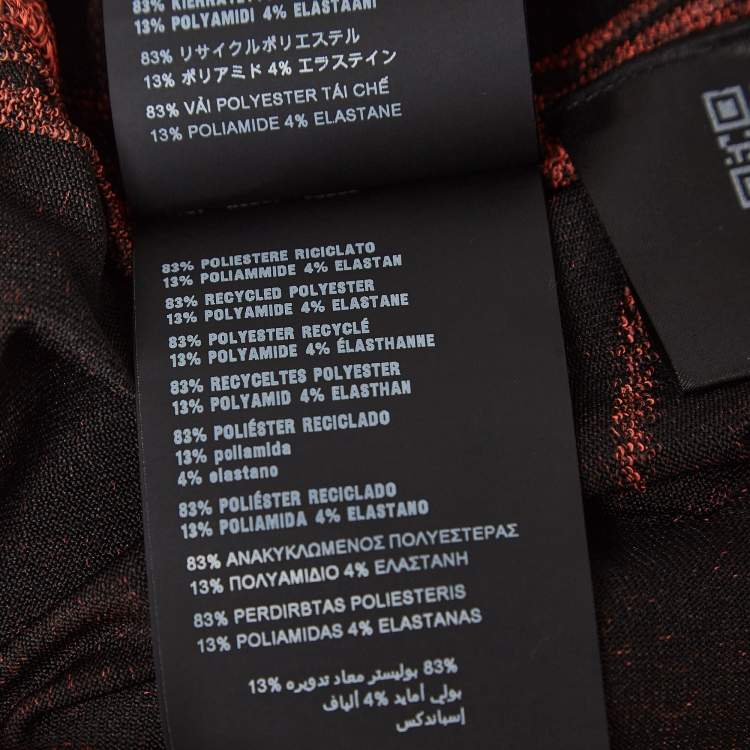 13% POLYAMIDI 4% ELASTAANI
83% リサイクルポリエステル
13% ポリアミド 4% エラステイン
83% VẢI POLYESTER TÁI CHẾ
13% POLIAMIDE 4% ELASTANE
83% POLIESTERE RICICLATO
13% POLIAMMIDE 4% ELASTAN
83% RECYCLED POLYESTER
13% POLYAMIDE 4% ELASTANE
83% POLYESTER RECYCLÉ
13% POLYAMIDE 4% ÉLASTHANNE
83% RECYCELTES POLYESTER
13% POLYAMID 4% ELASTHAN
83% POLIÉSTER RECICLADO
13% poliamida
4% elastano
83% POLIÉSTER RECICLADO
13% POLIAMIDA 4% ELASTANO
83% ΑΝΑΚΥΚΛΩΜΕΝΟΣ ΠΟΛΥΕΣΤΕΡΑΣ
13% ΠΟΛΥΑΜΙΔΙΟ 4% ΕΛΑΣΤΑΝΗ
83% PERDIRBTAS POLIESTERIS
13% POLIAMIDAS 4% ELASTANAS
83% بوليستر معاد تدويره 13%
بولي أمايد 4% ألياف
إسباندكس